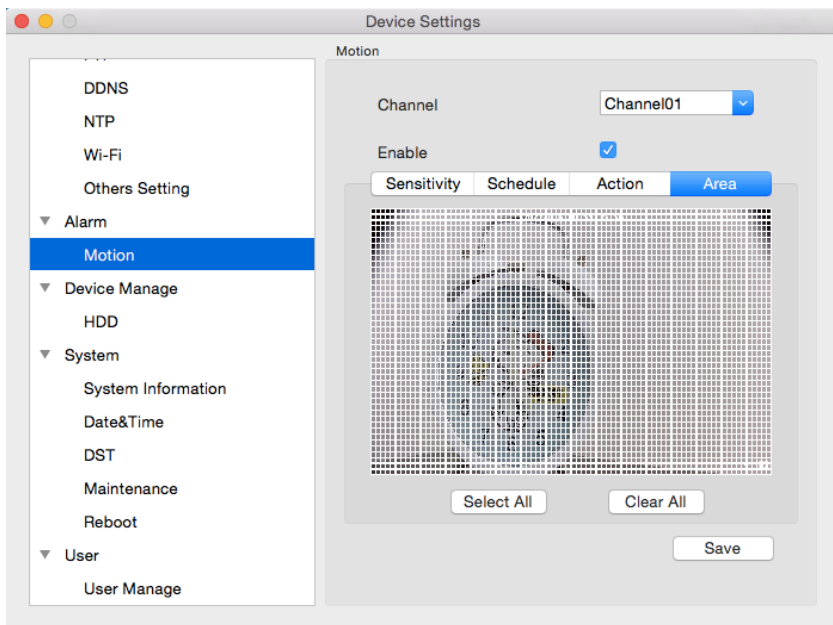 Device Settings
DDNS
NTP
Wi-Fi
Others Setting
Alarm
Motion
Device Manage
HDD
System
System Information
Date&Time
DST
Maintenance
Reboot
User
User Manage
Motion
Channel
Channel01
Enable
Sensitivity
Schedule
Action
Area
Select All
Clear All
Save